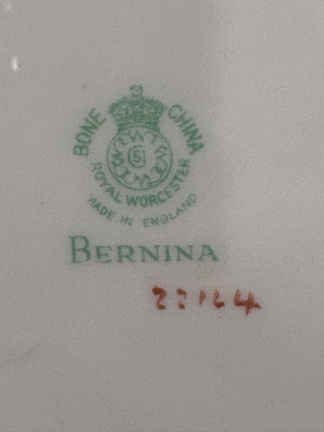 BONE CHINA
ROYAL WORCESTER
MADE IN ENGLAND
BERNINA